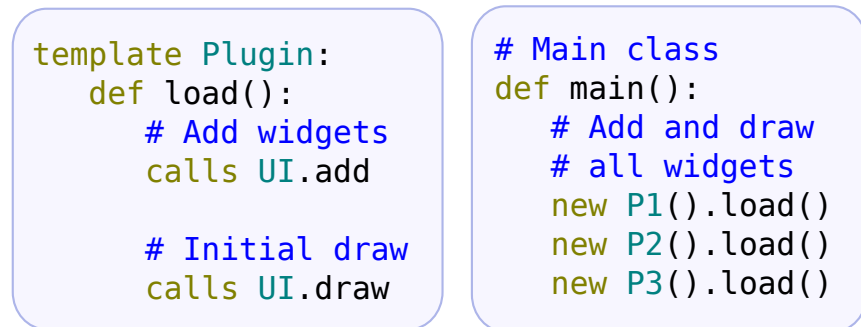 template Plugin:
   def load():
      # Add widgets
      calls UI.add

      # Initial draw
      calls UI.draw
# Main class
def main():
   # Add and draw
   # all widgets
   new P1().load()
   new P2().load()
   new P3().load()